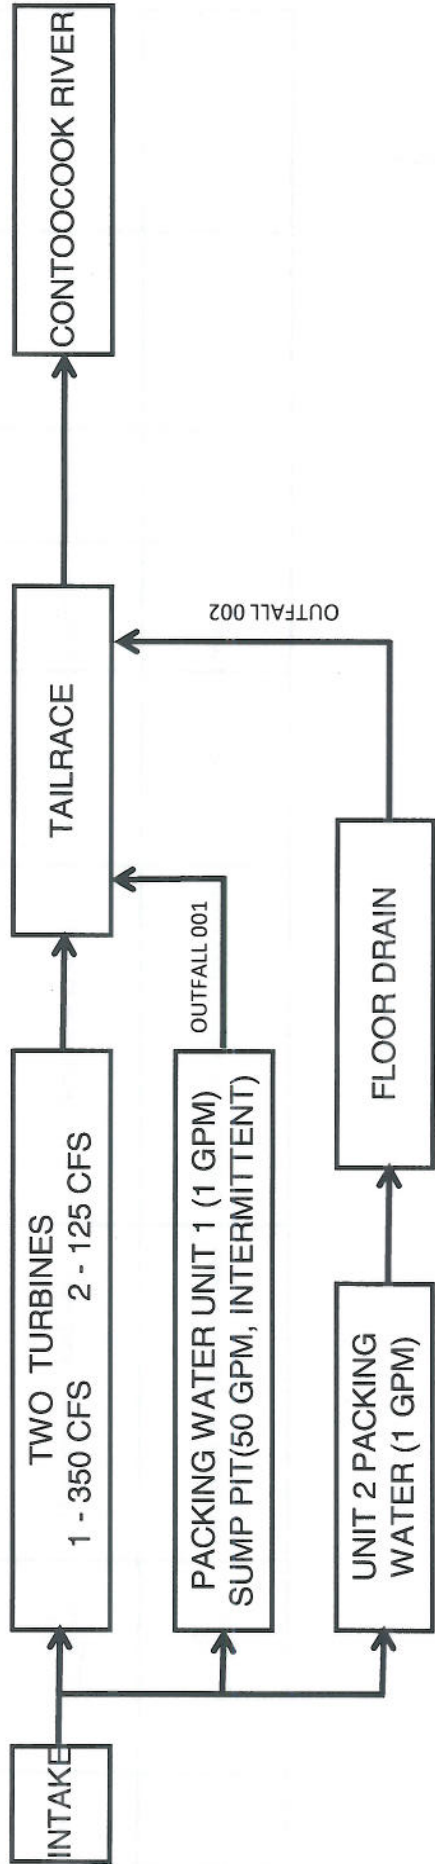 INTAKE
TWO TURBINES
1 - 350 CFS 2 - 125 CFS
PACKING WATER UNIT 1 (1 GPM)
SUMP PIT(50 GPM, INTERMITTENT)
UNIT 2 PACKING
WATER (1 GPM)
FLOOR DRAIN
OUTFALL 001
OUTFALL 002
TAILRACE
CONTOOCOOK RIVER